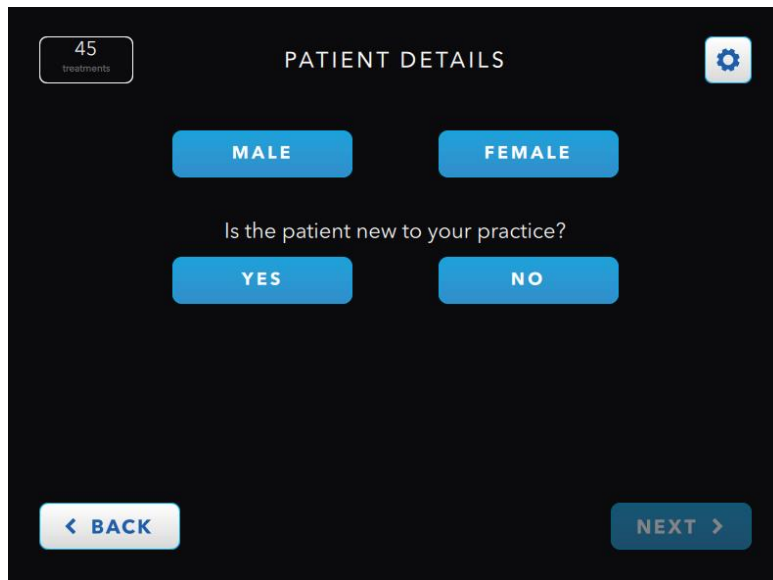 45
treatments
PATIENT DETAILS
MALE
FEMALE
Is the patient new to your practice?
YES
NO
BACK
NEXT